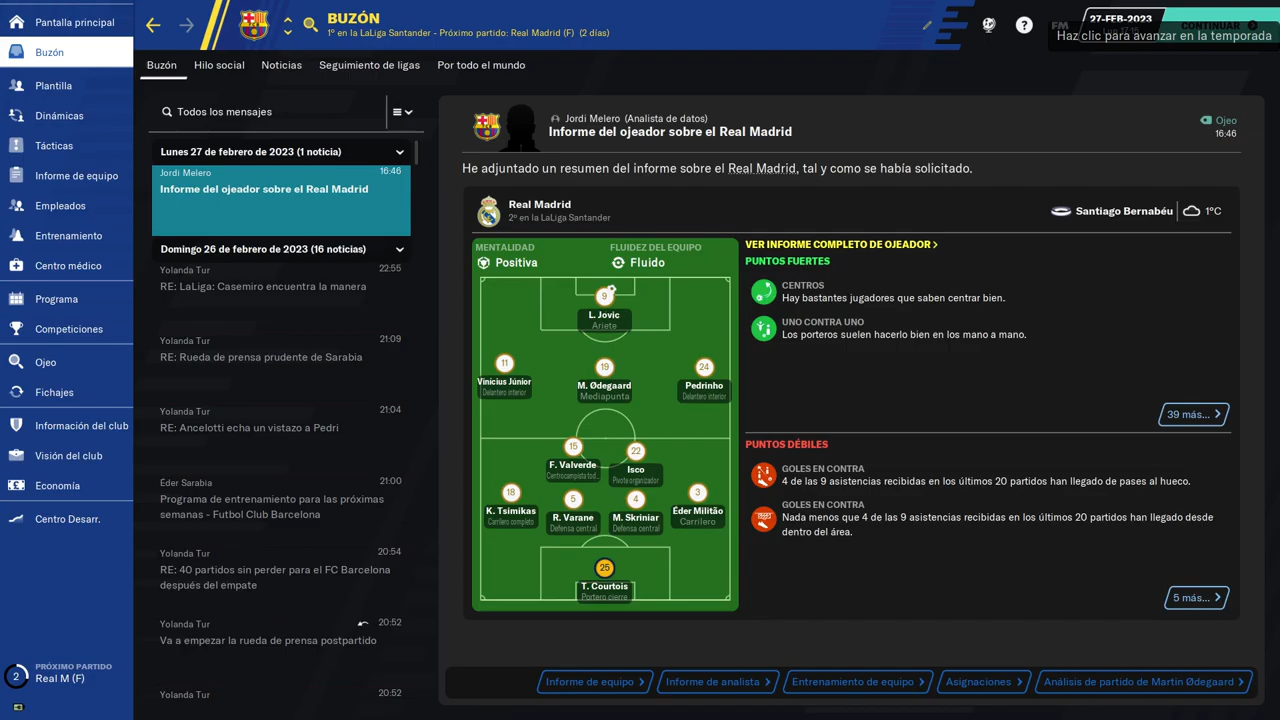 Pantalla principal
Buzón
Plantilla
Dinámicas
Tácticas
Informe de equipo
Empleados
Entrenamiento
Centro médico
Programa
Competiciones
Ojeo
Fichajes
Información del club
Visión del club
Economía
Centro Desarr.
2
PRÓXIMO PARTIDO
Real M (F)
BUZÓN
1º en la LaLiga Santander - Próximo partido: Real Madrid (F) (2 días)
FM
27-FEB-2023
CONTINUAR
Haz clic para avanzar en la temporada
Buzón
Hilo social
Noticias
Seguimiento de ligas
Por todo el mundo
Todos los mensajes
Lunes 27 de febrero de 2023 (1 noticia)
Jordi Melero 16:46
Informe del ojeador sobre el Real Madrid
Domingo 26 de febrero de 2023 (16 noticias)
Yolanda Tur 22:55
RE: LaLiga: Casemiro encuentra la manera
Yolanda Tur 21:09
RE: Rueda de prensa prudente de Sarabia
Yolanda Tur 21:04
RE: Ancelotti echa un vistazo a Pedri
Éder Sarabia 21:00
Programa de entrenamiento para las próximas
semanas - Futbol Club Barcelona
Yolanda Tur 20:54
RE: 40 partidos sin perder para el FC Barcelona
después del empate
Yolanda Tur 20:52
Va a empezar la rueda de prensa postpartido
Yolanda Tur 20:52
Jordi Melero (Analista de datos)
Informe del ojeador sobre el Real Madrid
Ojeo
16:46
He adjuntado un resumen del informe sobre el Real Madrid, tal y como se había solicitado.
Real Madrid
2º en la LaLiga Santander
Santiago Bernabéu
1°C
MENTALIDAD
Positiva
FLUIDEZ DEL EQUIPO
Fluido
9
L. Jovic
Ariete
11
Vinícius Júnior
Delantero interior
19
M. Ødegaard
Mediapunta
24
Pedrinho
Delantero interior
15
F. Valverde
Centrocampista tod...
22
Isco
Pivote organizador
18
K. Tsimikas
Carrilero completo
5
R. Varane
Defensa central
4
M. Skriniar
Defensa central
3
Éder Militão
Carrilero
25
T. Courtois
Portero cierre
VER INFORME COMPLETO DE OJEADOR >
PUNTOS FUERTES
CENTROS
Hay bastantes jugadores que saben centrar bien.
UNO CONTRA UNO
Los porteros suelen hacerlo bien en los mano a mano.
39 más...
PUNTOS DÉBILES
GOLES EN CONTRA
4 de las 9 asistencias recibidas en los últimos 20 partidos han llegado de pases al hueco.
GOLES EN CONTRA
Nada menos que 4 de las 9 asistencias recibidas en los últimos 20 partidos han llegado desde
dentro del área.
5 más...
Informe de equipo
Informe de analista
Entrenamiento de equipo
Asignaciones
Análisis de partido de Martin Ødegaard